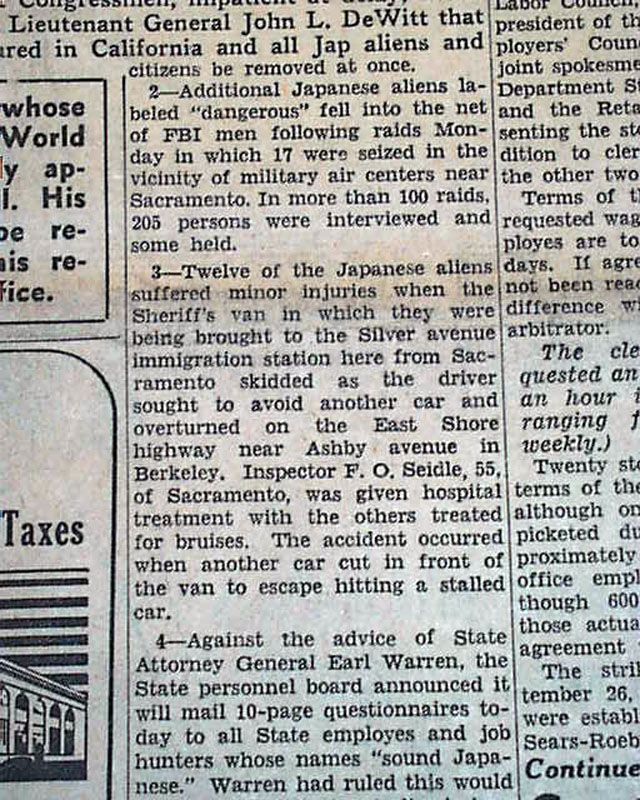 Lieutenant General John L. DeWitt that
ured in California and all Jap aliens and
citizens be removed at once.
2—Additional Japanese aliens la-
beled "dangerous" fell into the net
of FBI men following raids Mon-
day in which 17 were seized in the
vicinity of military air centers near
Sacramento. In more than 100 raids,
205 persons were interviewed and
some held.
3—Twelve of the Japanese aliens
suffered minor injuries when the
Sheriff's van in which they were
being brought to the Silver avenue
immigration station here from Sac-
ramento skidded as the driver
sought to avoid another car and
overturned on the East Shore
highway near Ashby avenue in
Berkeley. Inspector F. O. Seidle, 55,
of Sacramento, was given hospital
treatment with the others treated
for bruises. The accident occurred
when another car cut in front of
the van to escape hitting a stalled
car.
4—Against the advice of State
Attorney General Earl Warren, the
State personnel board announced it
will mail 10-page questionnaires to-
day to all State employes and job
hunters whose names "sound Japa-
nese." Warren had ruled this would
whose
World
ly ap-
l. His
be re-
his re-
fice.
Taxes
Labor Council,
president of th
ployers' Coun
joint spokesme
Department St
and the Reta
senting the sto
dition to cler
the other two
Terms of t
requested wag
ployes are to
days. If agre
not been reac
difference wi
arbitrator.
The cle
quested an
an hour i
ranging f
weekly.)
Twenty sto
terms of the
although on
picketed du
proximately
office empl
though 600
those actua
agreement
The stri
tember 26,
were establ
Sears-Roeb
Continue